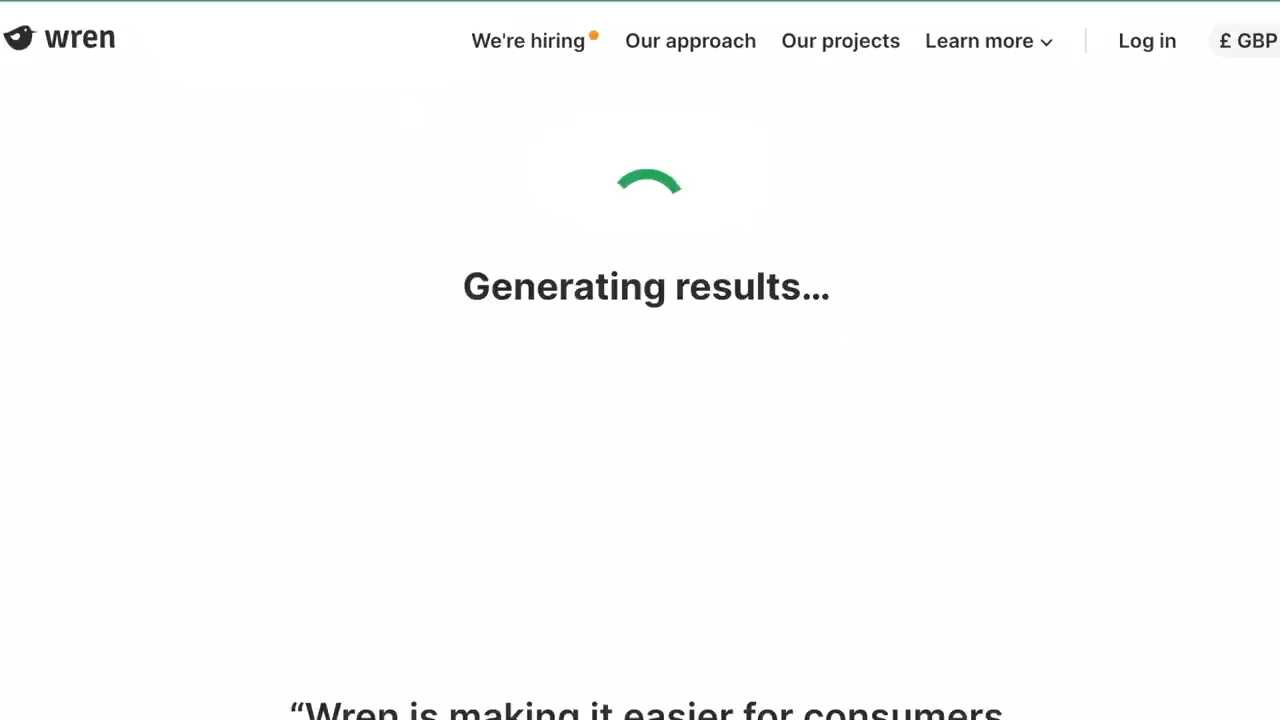 wren
We're hiring Our approach Our projects Learn more Log in £ GBP
Generating results...
“Wren is making it easier for consumers